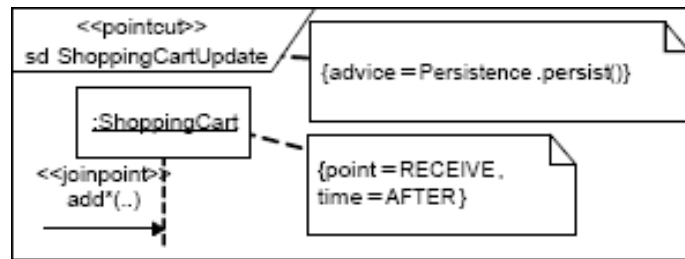 <<pointcut>>
sd ShoppingCartUpdate
{advice=Persistence.persist()}
:ShoppingCart
<<joinpoint>>
add*(..)
{point=RECEIVE,
time=AFTER}